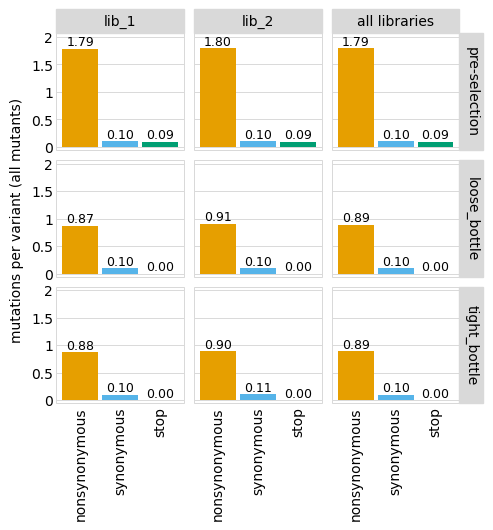 lib_1 lib_2 all libraries
mutations per variant (all mutants)
2
1.5
1
0.5
0
1.79 0.10 0.09
1.80 0.10 0.09
1.79 0.10 0.09
pre-selection
2
1.5
1
0.5
0
0.87 0.10 0.00
0.91 0.10 0.00
0.89 0.10 0.00
loose_bottle
2
1.5
1
0.5
0
0.88 0.10 0.00
0.90 0.11 0.00
0.89 0.10 0.00
tight_bottle
nonsynonymous synonymous stop
nonsynonymous synonymous stop
nonsynonymous synonymous stop